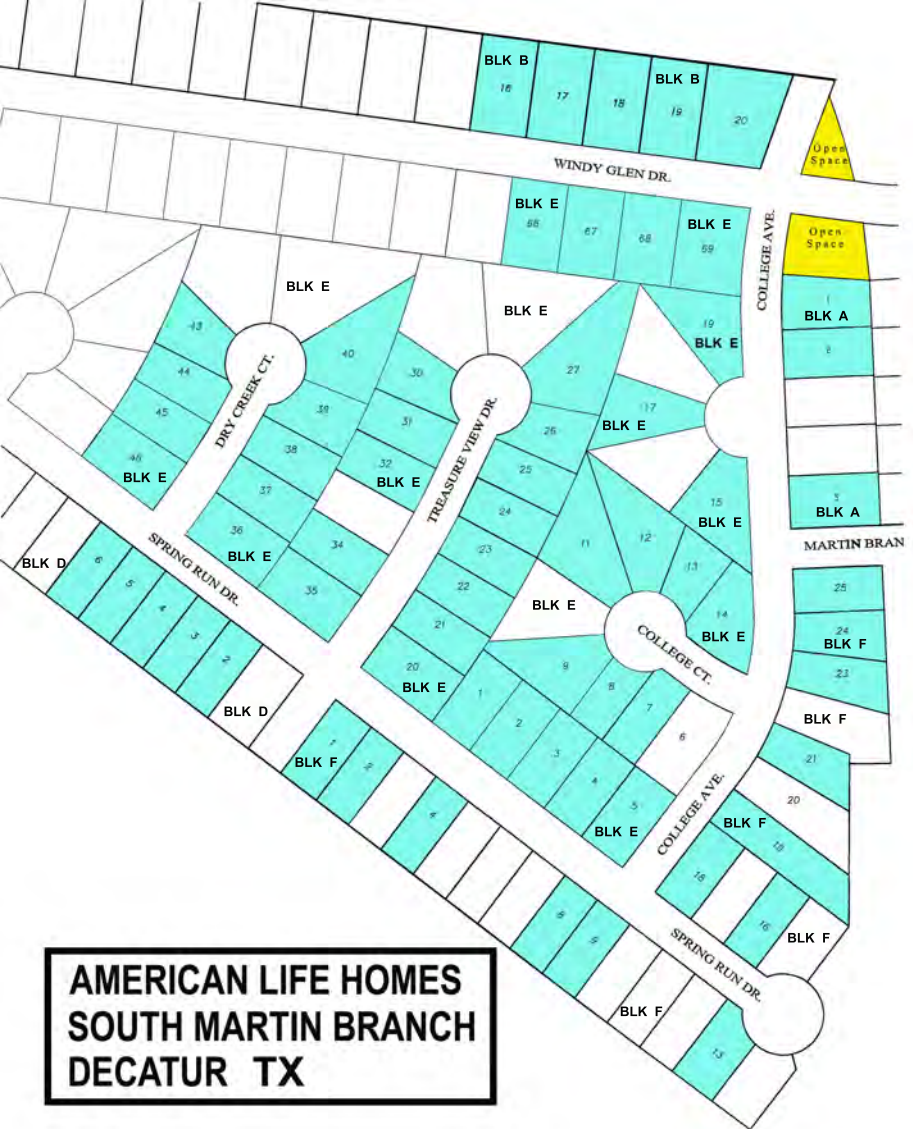 BLK B
BLK B
16
17
18
19
20
Open
Space
WINDY GLEN DR.
BLK E
66
67
68
BLK E
69
COLLEGE AVE.
Open
Space
BLK E
BLK E
1
BLK A
2
43
40
19
BLK E
44
DRY CREEK CT.
30
27
45
39
31
TREASURE VIEW DR.
17
BLK E
46
BLK E
38
32
BLK E
26
25
37
24
15
BLK E
BLK A
36
BLK E
34
23
11
12
MARTIN BRAN
BLK D
6
5
4
3
2
SPRING RUN DR.
35
22
13
25
BLK E
14
BLK E
24
BLK F
21
COLLEGE CT.
20
BLK E
9
8
7
23
BLK D
1
2
3
4
5
BLK E
6
BLK F
21
20
1
BLK F
2
4
COLLEGE AVE.
BLK F
18
16
BLK F
8
9
SPRING RUN DR.
BLK F
13
AMERICAN LIFE HOMES
SOUTH MARTIN BRANCH
DECATUR TX